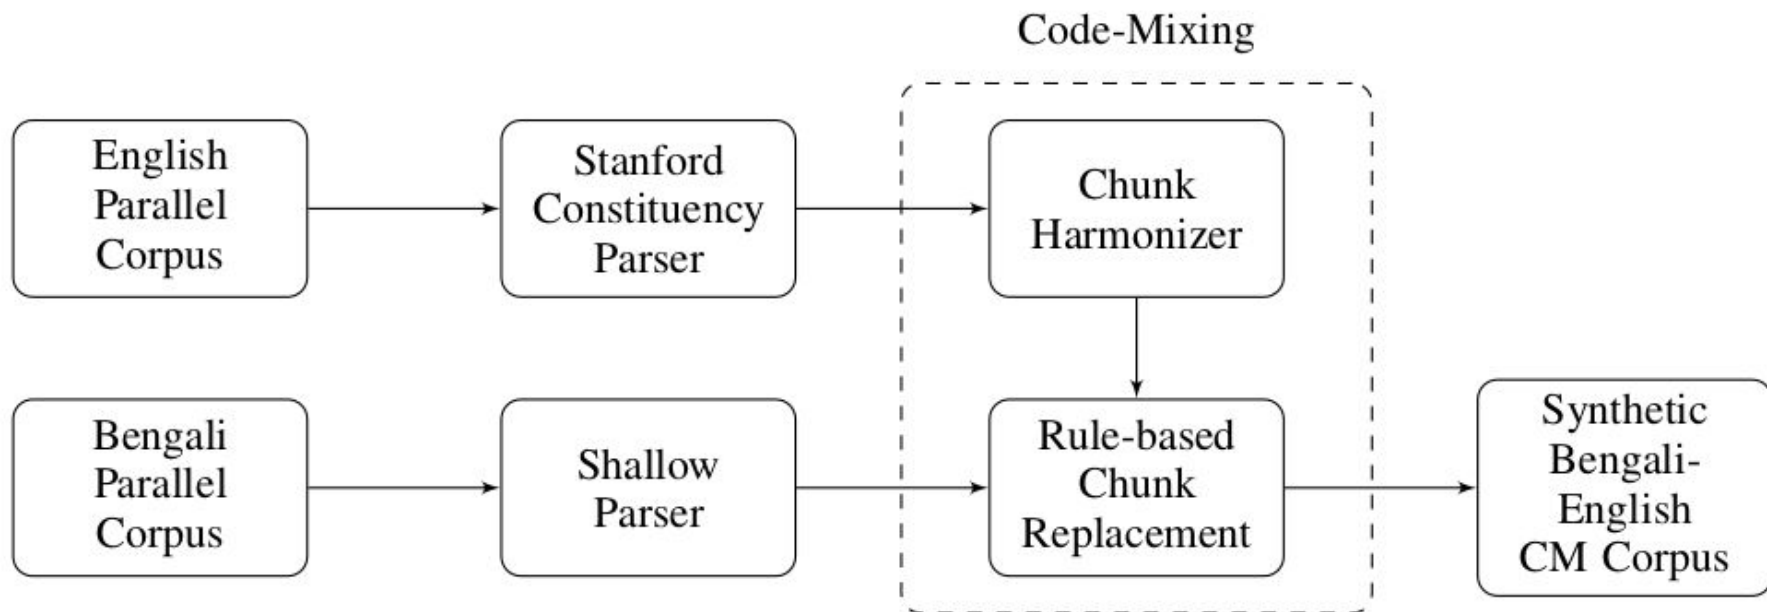 Code-Mixing
English
Parallel
Corpus
Stanford
Constituency
Parser
Chunk
Harmonizer
Bengali
Parallel
Corpus
Shallow
Parser
Rule-based
Chunk
Replacement
Synthetic
Bengali-
English
CM Corpus